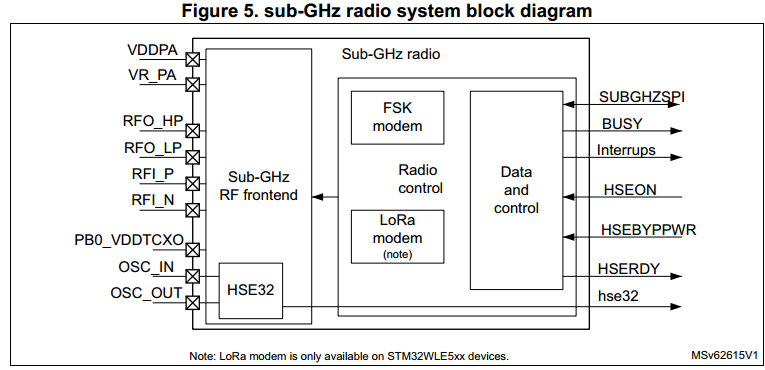 Figure 5. sub-GHz radio system block diagram
VDDPA
VR_PA
RFO_HP
RFO_LP
RFI_P
RFI_N
PB0_VDDTCXO
OSC_IN
OSC_OUT
Sub-GHz radio
Sub-GHz
RF frontend
HSE32
FSK
modem
Radio
control
LoRa
modem
(note)
Data
and
control
SUBGHZSPI
BUSY
Interrups
HSEON
HSEBYPPWR
HSERDY
hse32
Note: LoRa modem is only available on STM32WLE5xx devices.
MSv62615V1